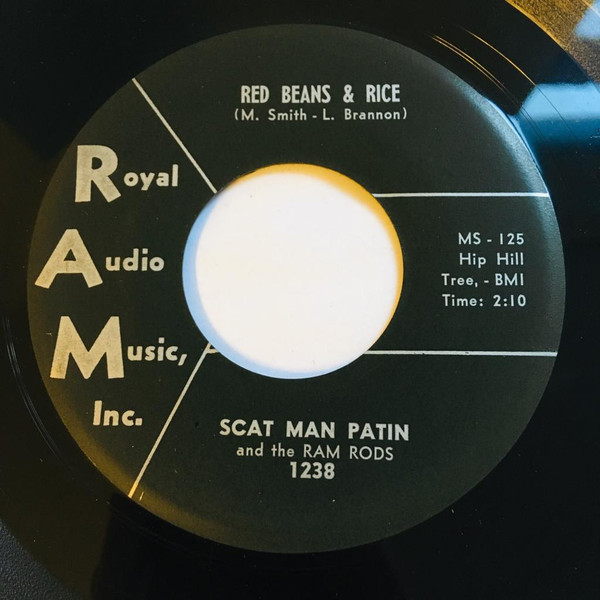 RED BEANS & RICE
(M. Smith - L. Brannon)
Royal
Audio
Music,
Inc.
MS - 125
Hip Hill
Tree, - BMI
Time: 2:10
SCAT MAN PATIN
and the RAM RODS
1238